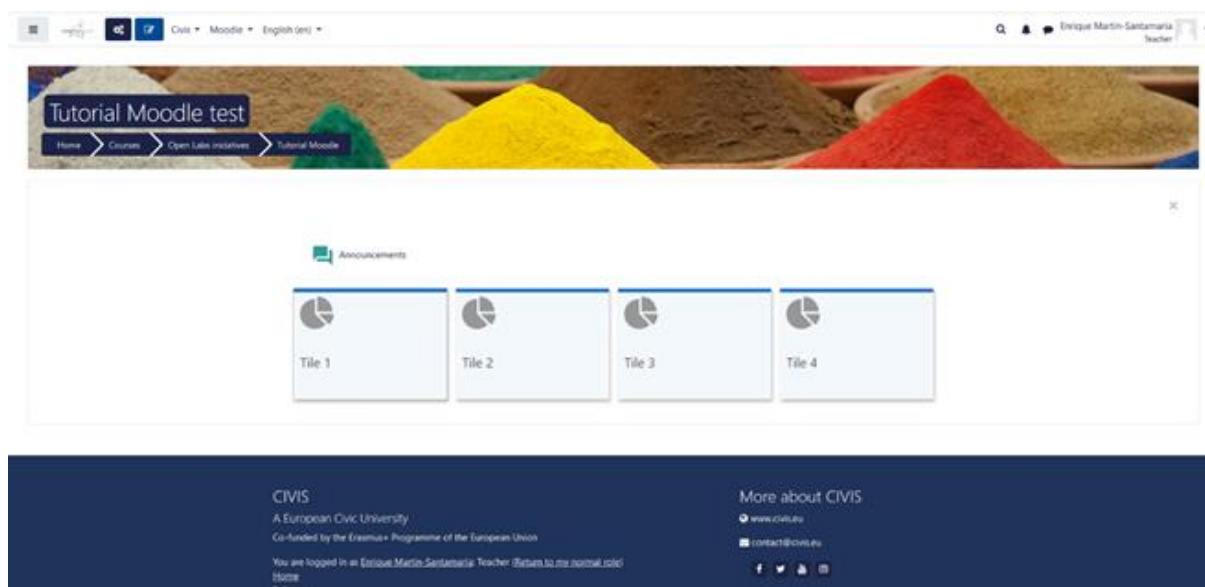 Civis Moodle English (en)
Enrique Martin-Santamaria
Teacher
Tutorial Moodle test
Home Courses Open Labs iniciatives Tutorial Moodle
Announcements
Tile 1 Tile 2 Tile 3 Tile 4
CIVIS
A European Civic University
Co-funded by the Erasmus+ Programme of the European Union
You are logged in as Enrique Martin-Santamaria: Teacher (Return to my normal role)
Home
More about CIVIS
www.civis.eu
contact@civis.eu